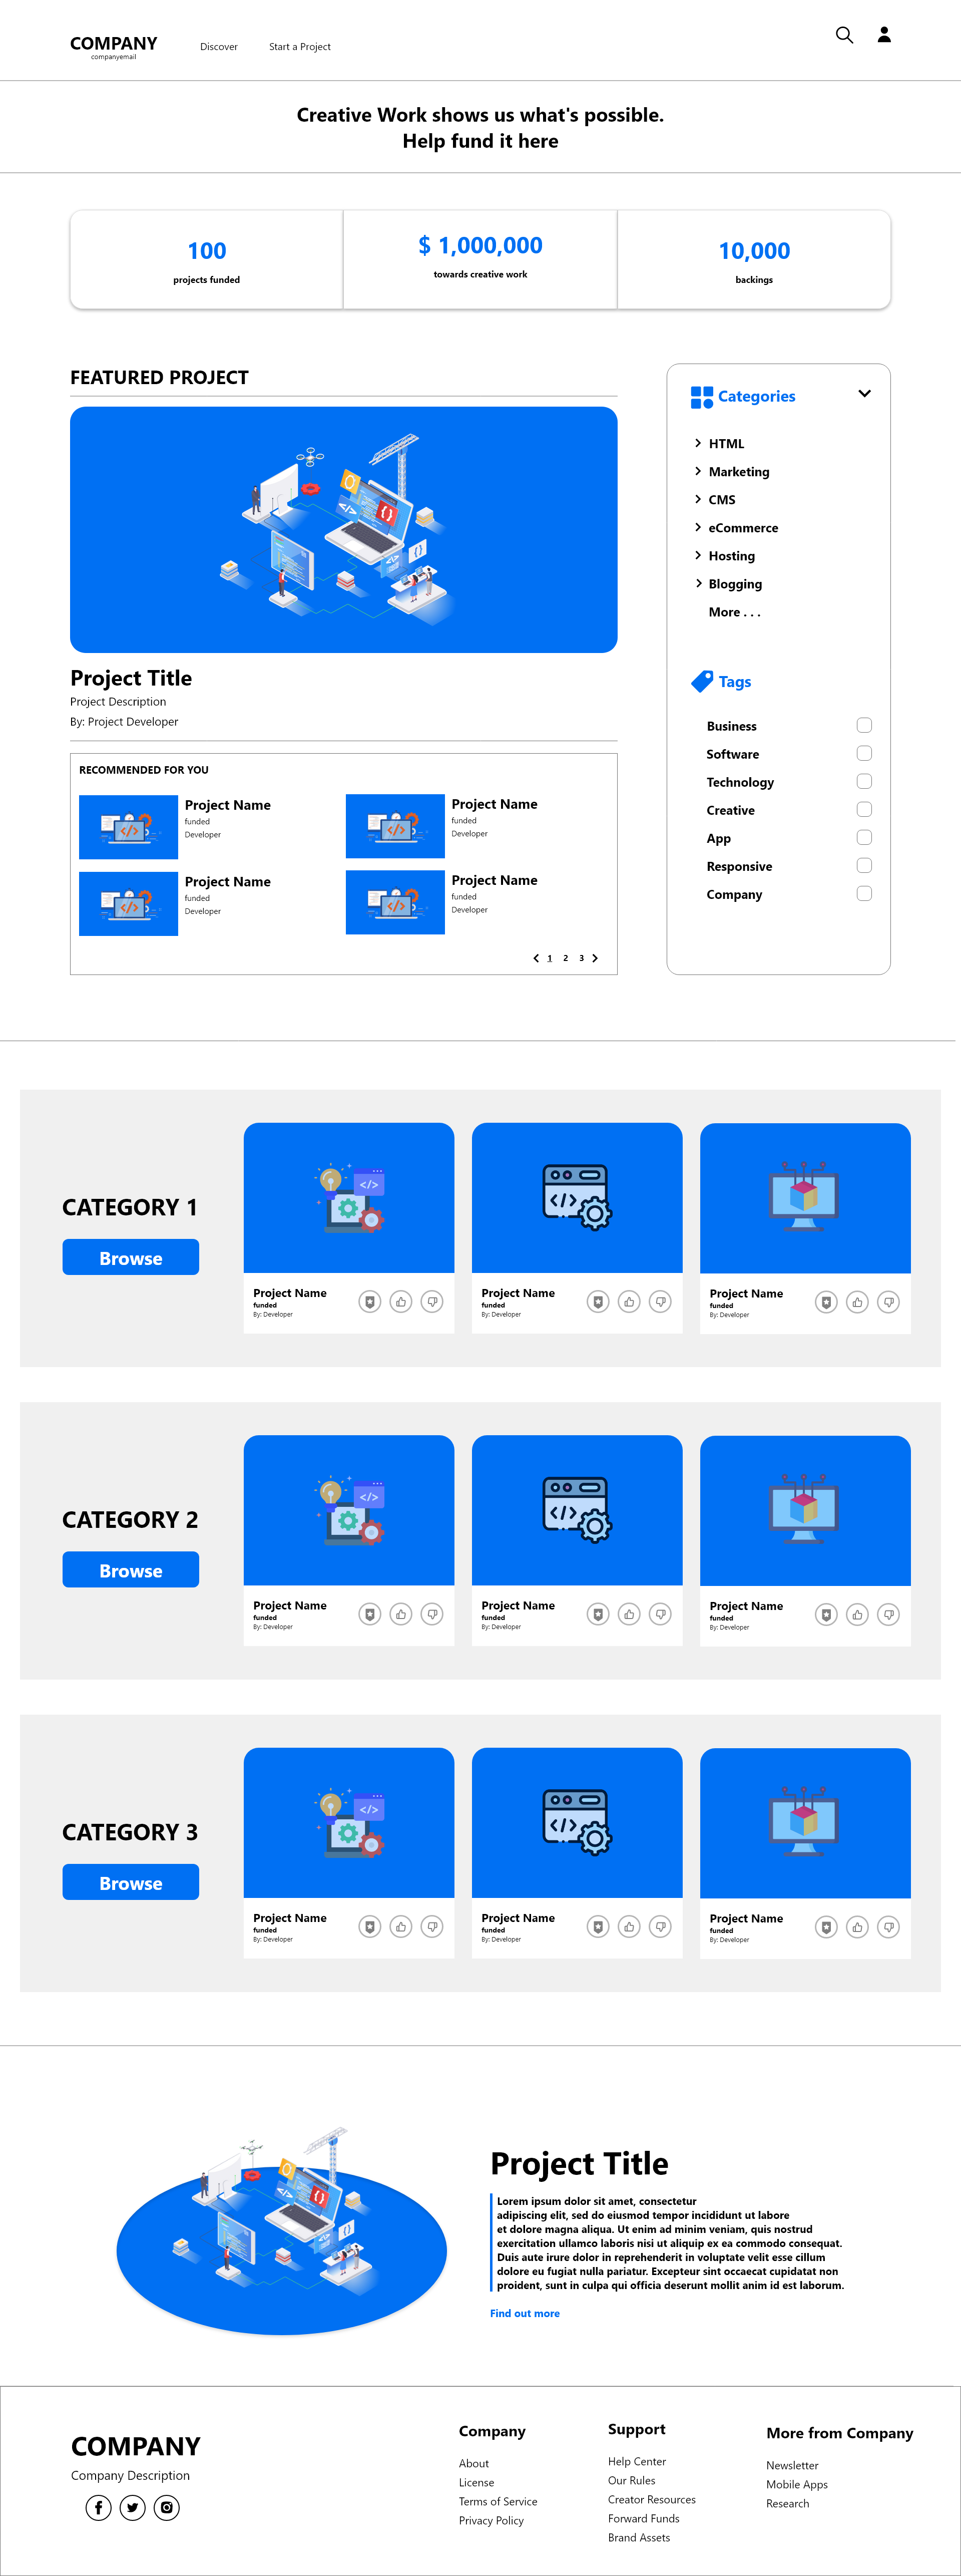 COMPANY
companyemail
Discover
Start a Project
Creative Work shows us what's possible.
Help fund it here
100
projects funded
$ 1,000,000
towards creative work
10,000
backings
FEATURED PROJECT
Project Title
Project Description
By: Project Developer
RECOMMENDED FOR YOU
Project Name
funded
Developer
Project Name
funded
Developer
Project Name
funded
Developer
Project Name
funded
Developer
1 2 3
Categories
HTML
Marketing
CMS
eCommerce
Hosting
Blogging
More . . .
Tags
Business
Software
Technology
Creative
App
Responsive
Company
CATEGORY 1
Browse
Project Name
funded
By: Developer
Project Name
funded
By: Developer
Project Name
funded
By: Developer
CATEGORY 2
Browse
Project Name
funded
By: Developer
Project Name
funded
By: Developer
Project Name
funded
By: Developer
CATEGORY 3
Browse
Project Name
funded
By: Developer
Project Name
funded
By: Developer
Project Name
funded
By: Developer
Project Title
Lorem ipsum dolor sit amet, consectetur
adipiscing elit, sed do eiusmod tempor incididunt ut labore
et dolore magna aliqua. Ut enim ad minim veniam, quis nostrud
exercitation ullamco laboris nisi ut aliquip ex ea commodo consequat.
Duis aute irure dolor in reprehenderit in voluptate velit esse cillum
dolore eu fugiat nulla pariatur. Excepteur sint occaecat cupidatat non
proident, sunt in culpa qui officia deserunt mollit anim id est laborum.
Find out more
COMPANY
Company Description
Company
About
License
Terms of Service
Privacy Policy
Support
Help Center
Our Rules
Creator Resources
Forward Funds
Brand Assets
More from Company
Newsletter
Mobile Apps
Research